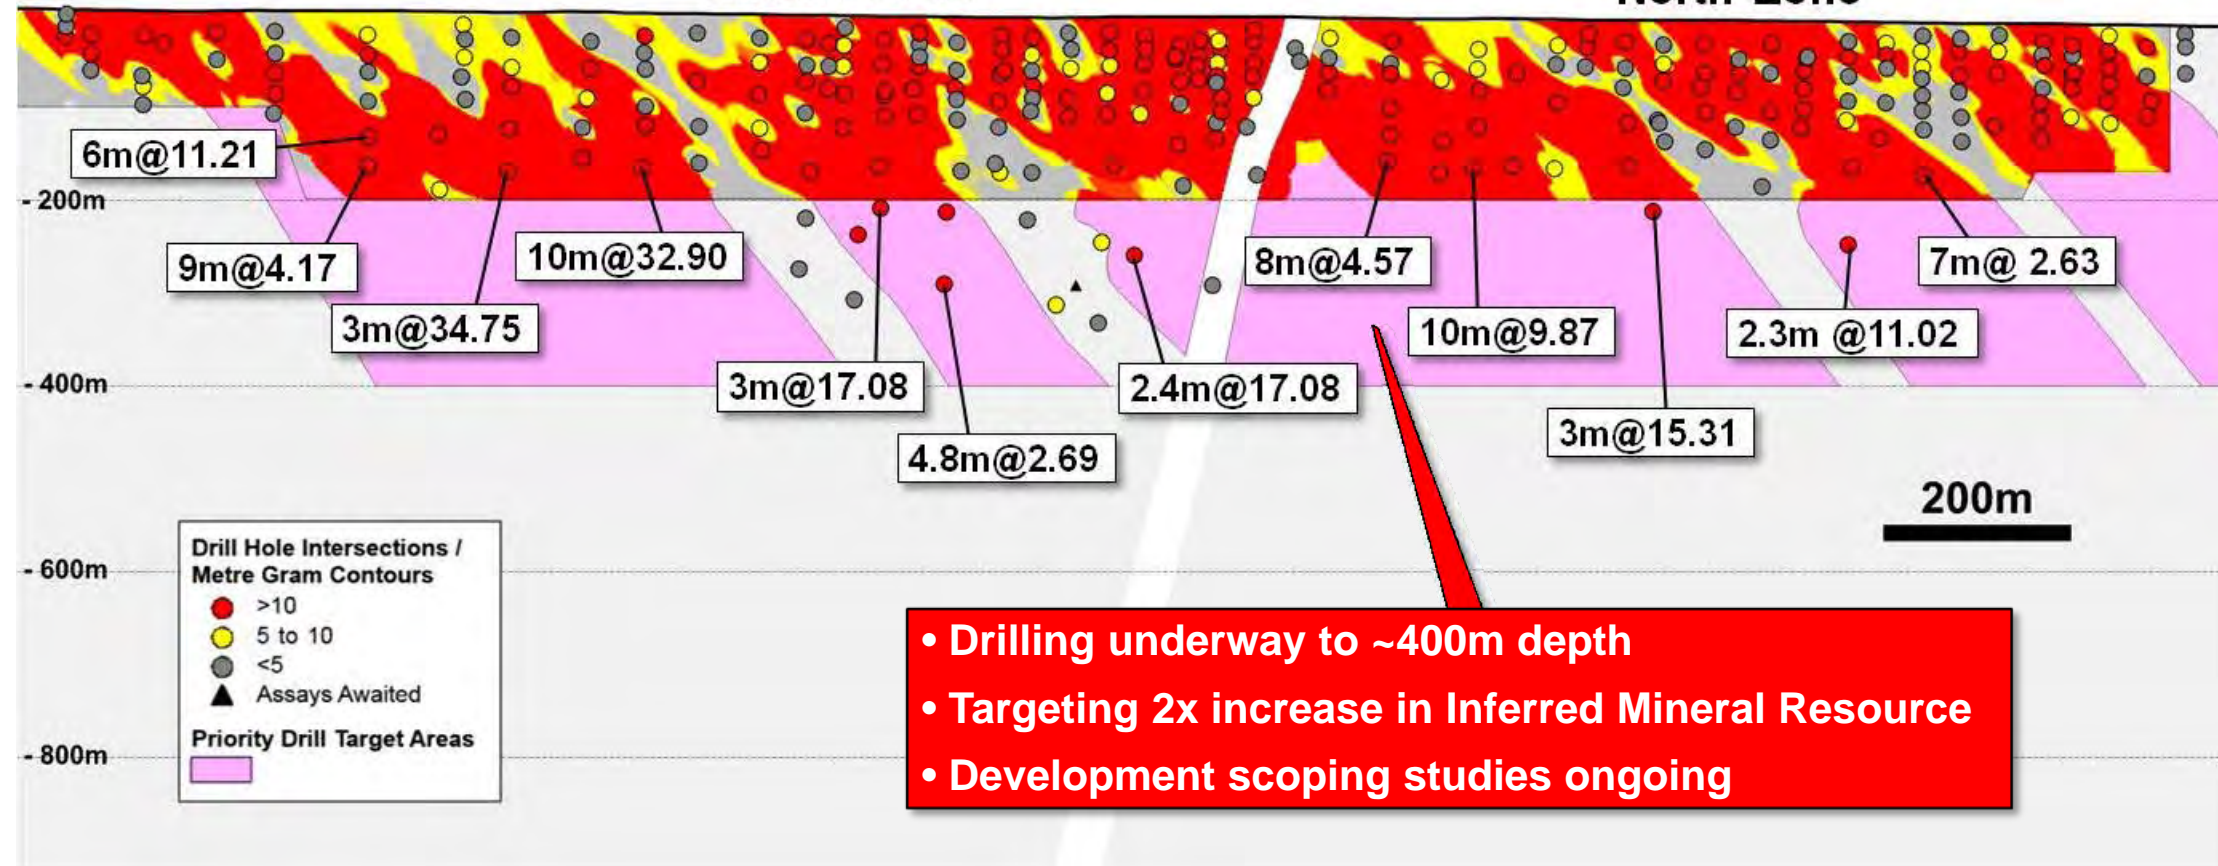 6m@11.21
- 200m
9m@4.17
10m@32.90
8m@4.57
7m@ 2.63
3m@34.75
10m@9.87
2.3m @11.02
- 400m
3m@17.08
2.4m@17.08
3m@15.31
4.8m@2.69
200m
Drill Hole Intersections /
Metre Gram Contours
>10
5 to 10
<5
Assays Awaited
Priority Drill Target Areas
- 600m
- 800m
• Drilling underway to ~400m depth
• Targeting 2x increase in Inferred Mineral Resource
• Development scoping studies ongoing